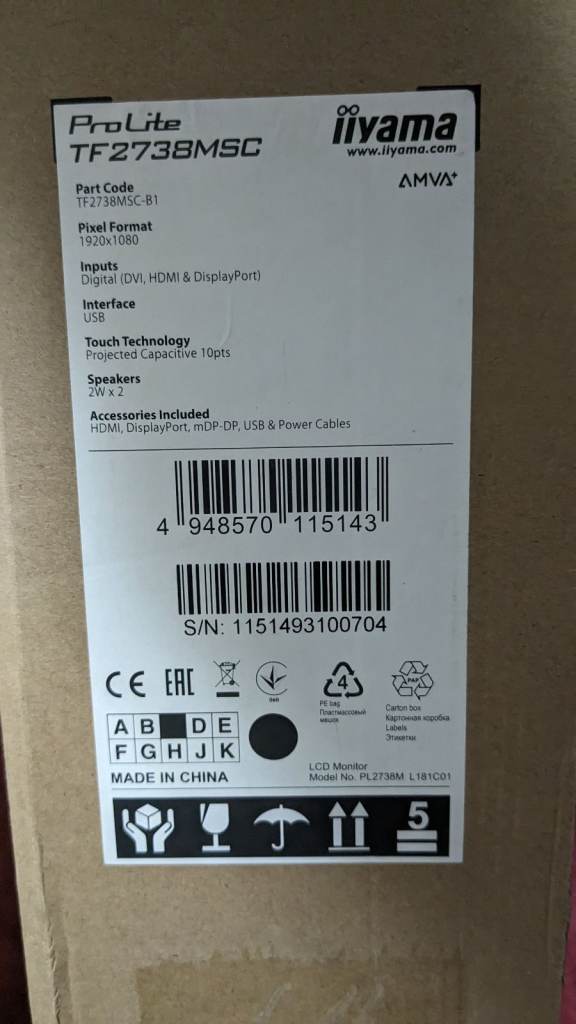 ProLite
TF2738MSC
iiyama
www.iiyama.com
AMVA+
Part Code
TF2738MSC-B1
Pixel Format
1920x1080
Inputs
Digital (DVI, HDMI & DisplayPort)
Interface
USB
Touch Technology
Projected Capacitive 10pts
Speakers
2W x 2
Accessories Included
HDMI, DisplayPort, mDP-DP, USB & Power Cables
4 948570 115143
S/N: 1151493100704
CE EAC
4
PAP
PE bag
Пластмассовый
мешок
Carton box
Картонная коробка
Labels
Этикетки
A B D E
F G H J K
MADE IN CHINA
LCD Monitor
Model No. PL2738M L181C01
5